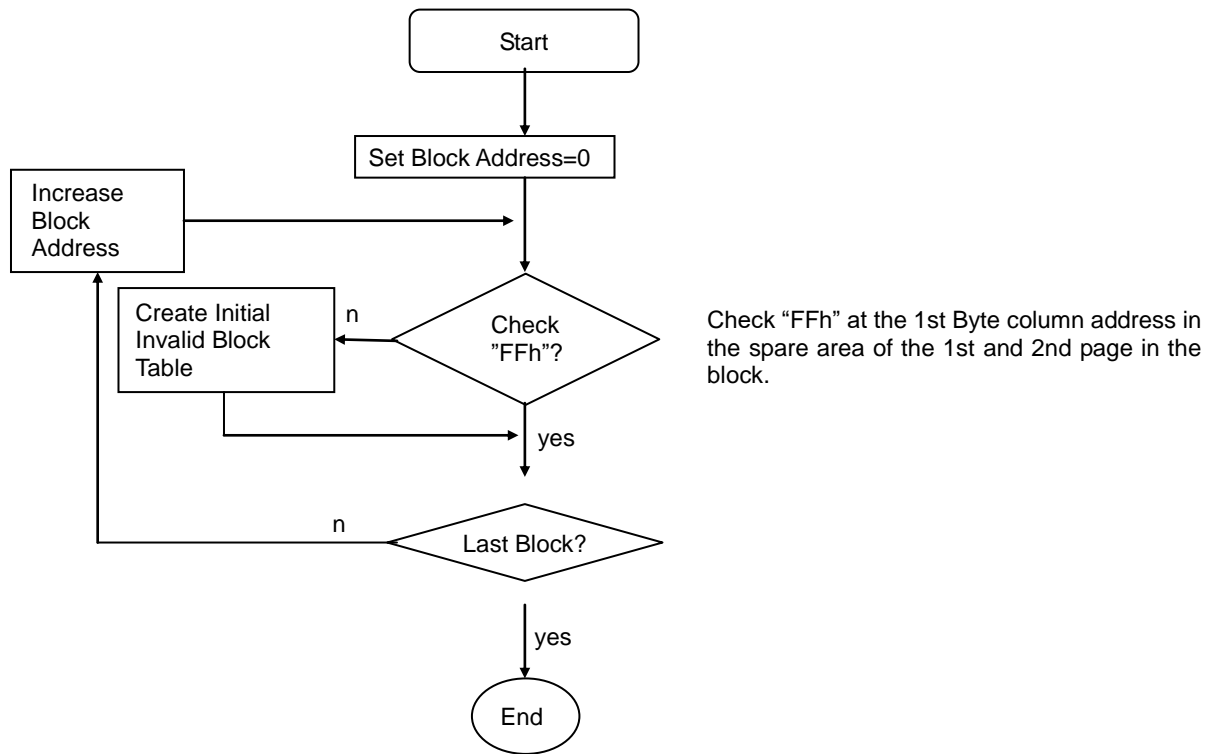 Start
Set Block Address=0
Increase
Block
Address
Create Initial
Invalid Block
Table
n
Check
”FFh”?
Check “FFh” at the 1st Byte column address in
the spare area of the 1st and 2nd page in the
block.
yes
n
Last Block?
yes
End